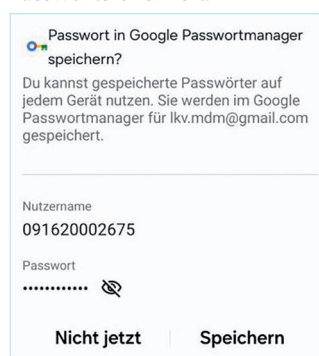 Passwort in Google Passwortmanager
speichern?
Du kannst gespeicherte Passwörter auf
jedem Gerät nutzen. Sie werden im Google
Passwortmanager für lkv.mdm@gmail.com
gespeichert.
Nutzername
091620002675
Passwort
••••••••••••
Nicht jetzt
Speichern